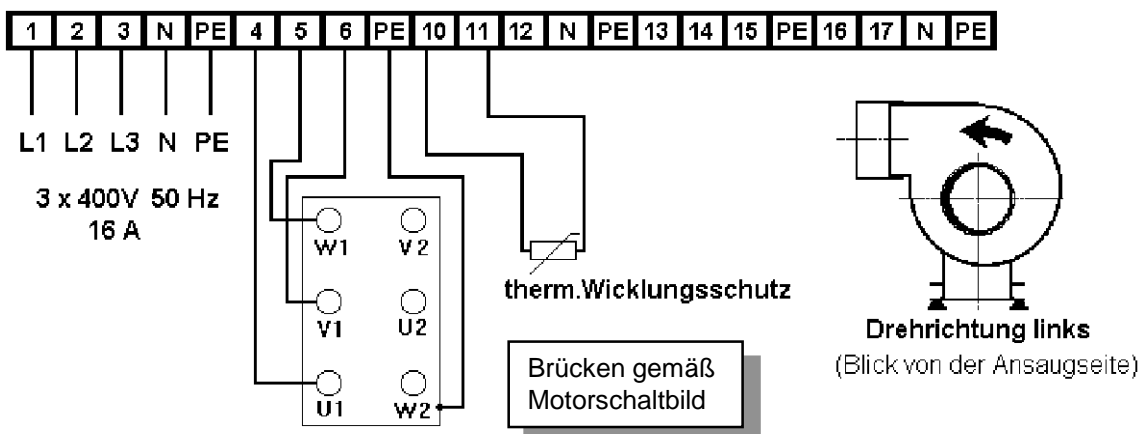 1 2 3 N PE 4 5 6 PE 10 11 12 N PE 13 14 15 PE 16 17 N PE
L1 L2 L3 N PE
3 x 400V 50 Hz
16 A
W1 V2
V1 U2
U1 W2
therm.Wicklungsschutz
Brücken gemäß
Motorschaltbild
Drehrichtung links
(Blick von der Ansaugseite)